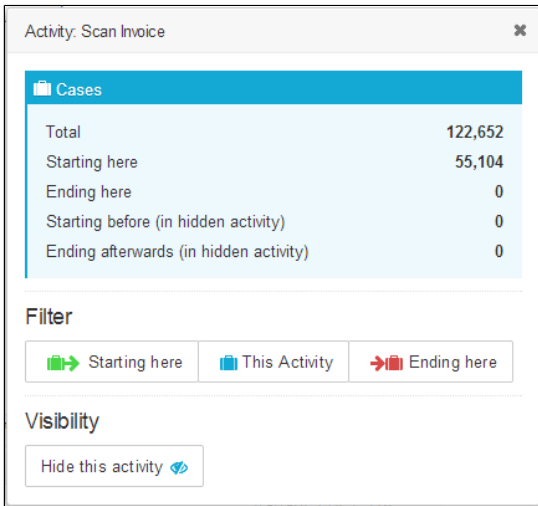 Activity: Scan Invoice
Cases
Total 122,652
Starting here 55,104
Ending here 0
Starting before (in hidden activity) 0
Ending afterwards (in hidden activity) 0
Filter
Starting here This Activity Ending here
Visibility
Hide this activity